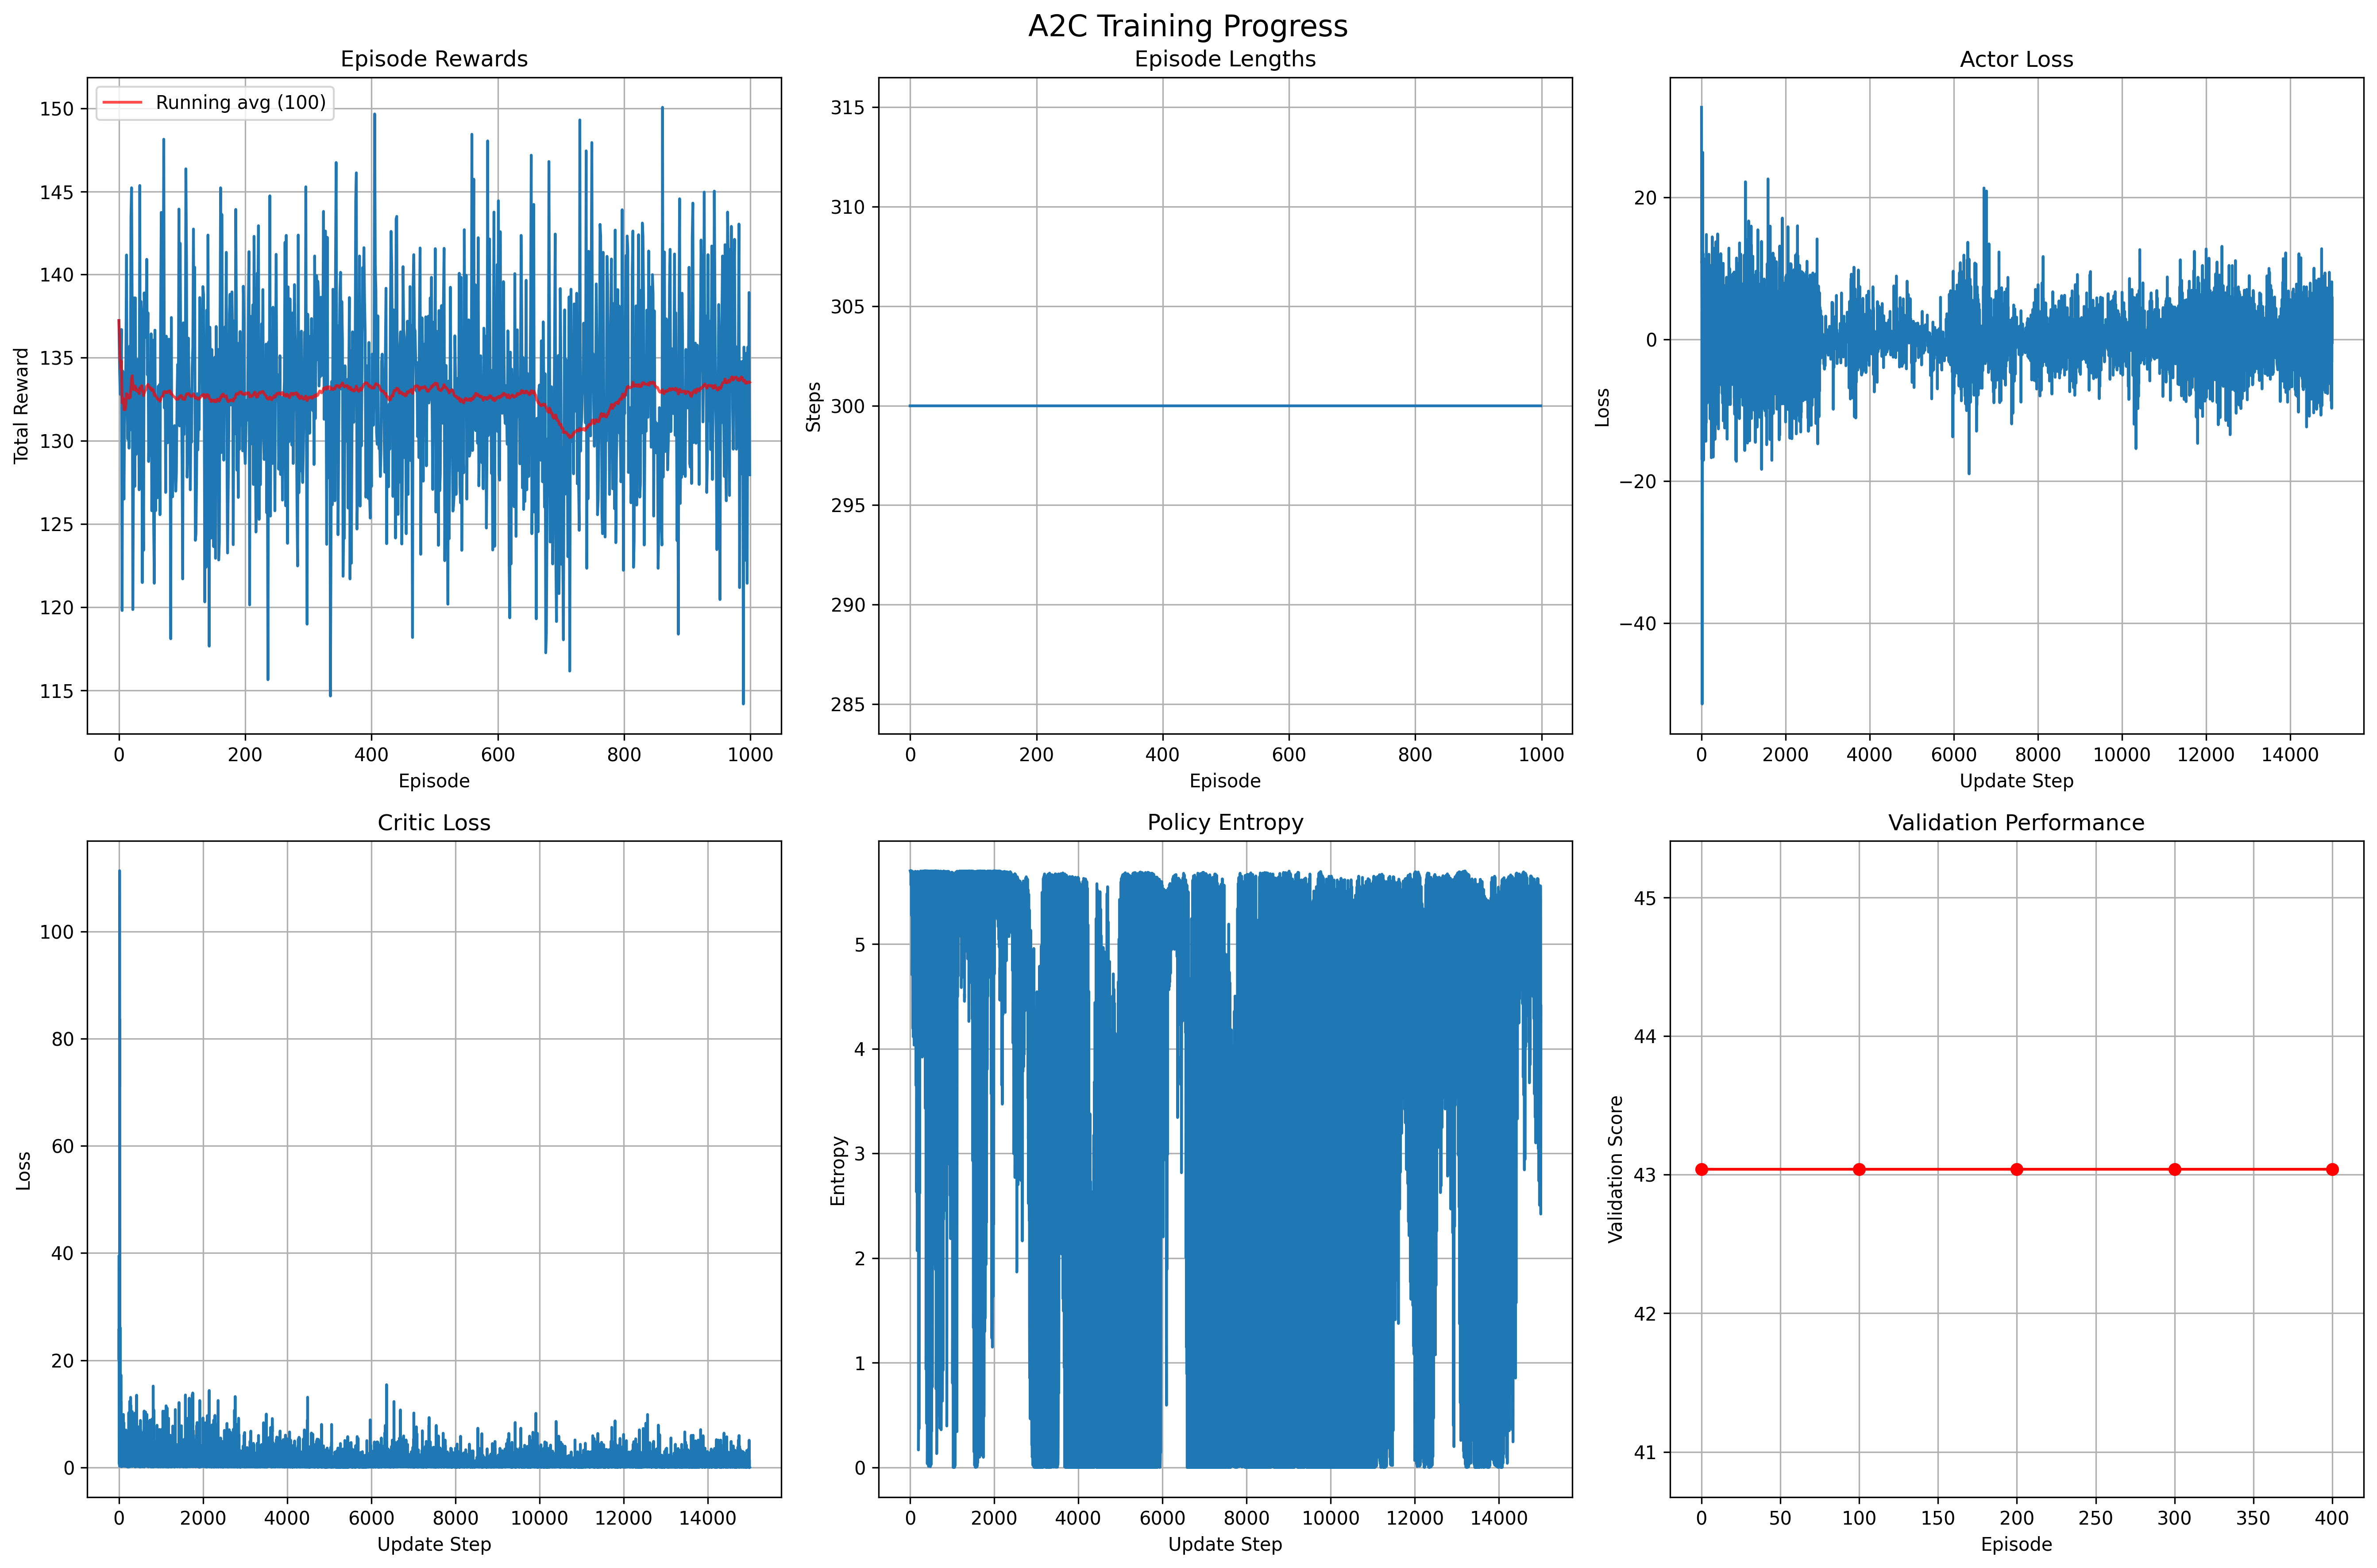 A2C Training Progress
Episode Rewards
Running avg (100)
150
145
140
135
130
125
120
115
Total Reward
0 200 400 600 800 1000
Episode
Episode Lengths
315
310
305
300
295
290
285
Steps
0 200 400 600 800 1000
Episode
Actor Loss
20
0
−20
−40
Loss
0 2000 4000 6000 8000 10000 12000 14000
Update Step
Critic Loss
100
80
60
40
20
0
Loss
0 2000 4000 6000 8000 10000 12000 14000
Update Step
Policy Entropy
5
4
3
2
1
0
Entropy
0 2000 4000 6000 8000 10000 12000 14000
Update Step
Validation Performance
45
44
43
42
41
Validation Score
0 50 100 150 200 250 300 350 400
Episode